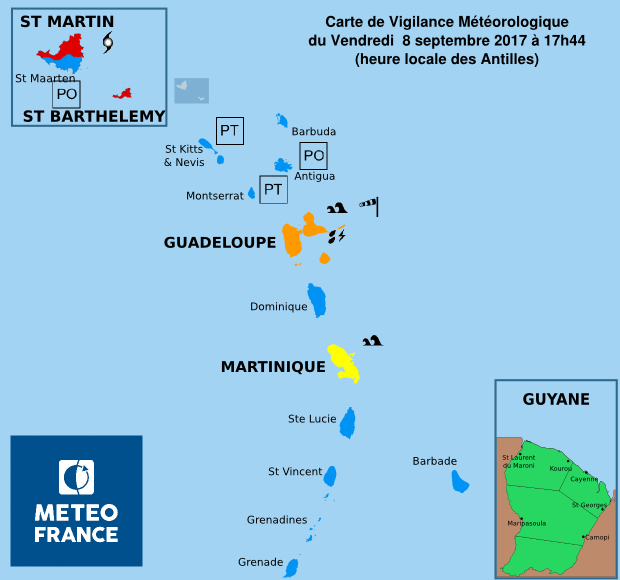 Carte de Vigilance Météorologique
du Vendredi 8 septembre 2017 à 17h44
(heure locale des Antilles)
ST MARTIN
St Maarten
PO
ST BARTHELEMY
PT
Barbuda
St Kitts
& Nevis
PO
Antigua
PT
Montserrat
GUADELOUPE
Dominique
MARTINIQUE
Ste Lucie
St Vincent
Barbade
Grenadines
Grenade
METEO
FRANCE
GUYANE
St Laurent
du Maroni
Kourou
Cayenne
St Georges
Maripasoula
Camopi